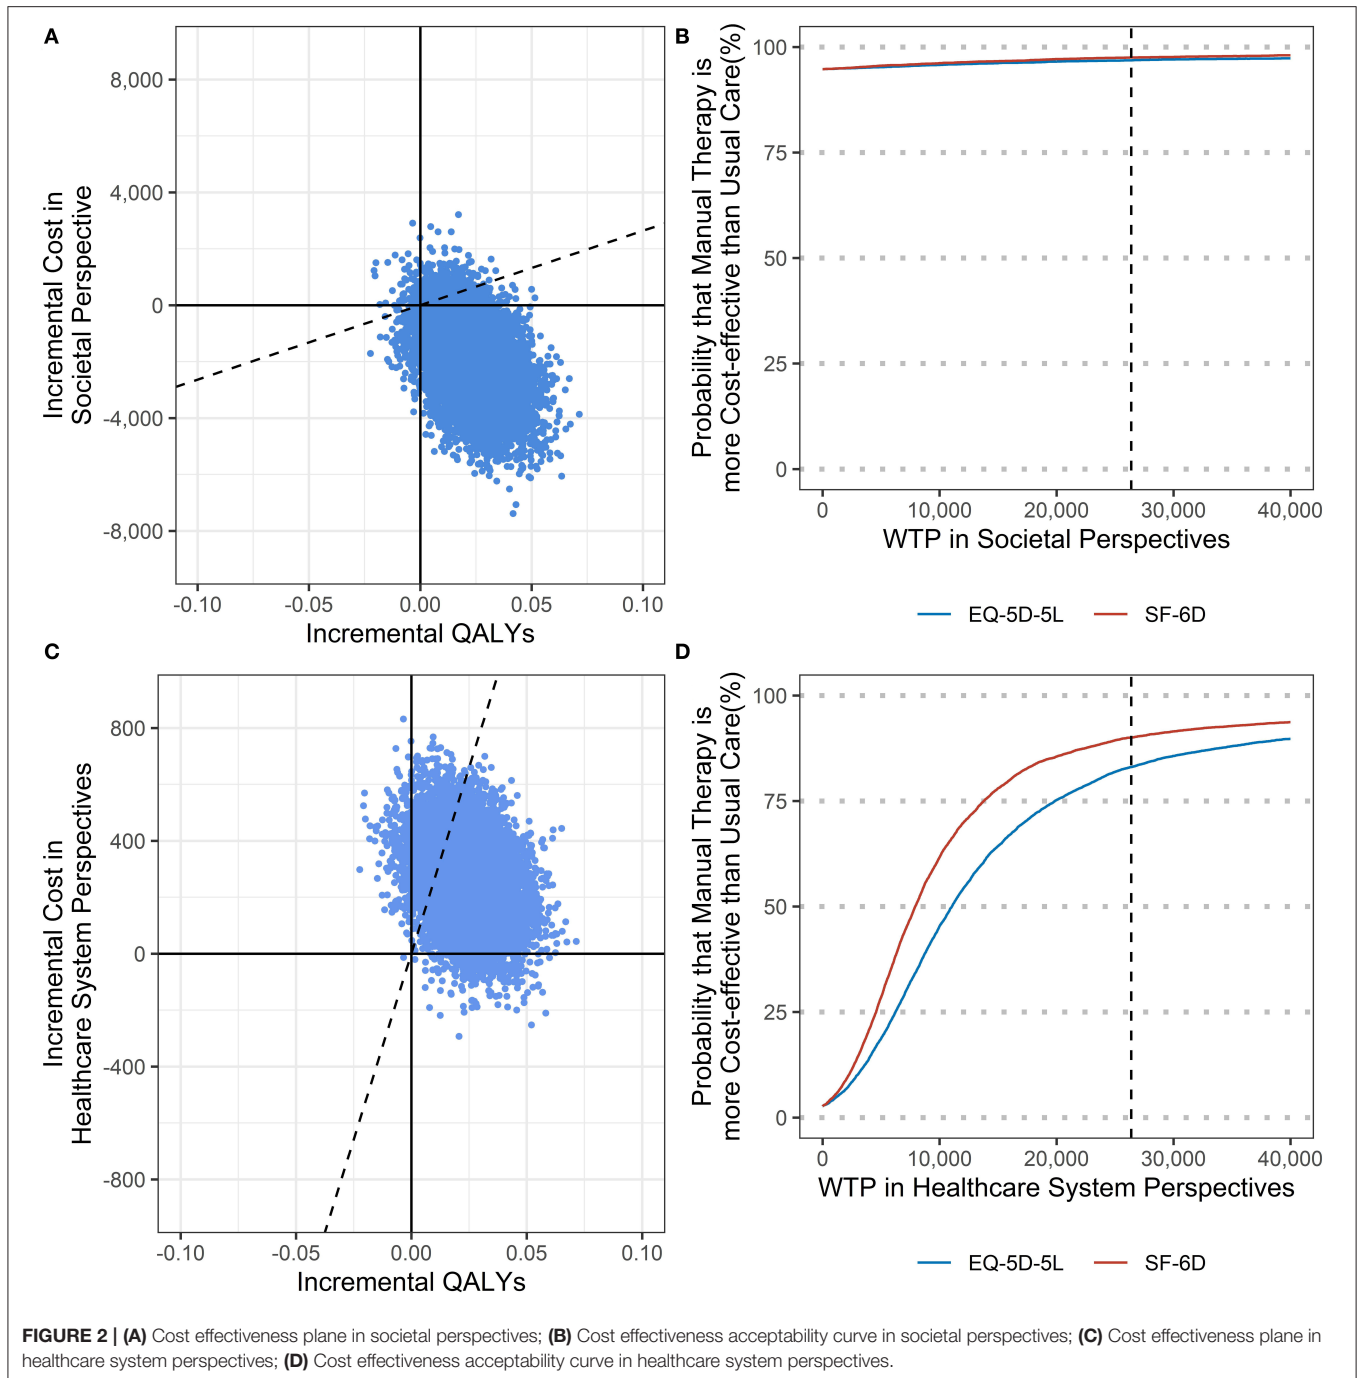 A
8,000
4,000
0
-4,000
-8,000
Incremental Cost in
Societal Perspective
-0.10 -0.05 0.00 0.05 0.10
Incremental QALYs
B
100
75
50
25
0
Probability that Manual Therapy is
more Cost-effective than Usual Care(%)
0 10,000 20,000 30,000 40,000
WTP in Societal Perspectives
EQ-5D-5L SF-6D
C
800
400
0
-400
-800
Incremental Cost in
Healthcare System Perspectives
-0.10 -0.05 0.00 0.05 0.10
Incremental QALYs
D
100
75
50
25
0
Probability that Manual Therapy is
more Cost-effective than Usual Care(%)
0 10,000 20,000 30,000 40,000
WTP in Healthcare System Perspectives
EQ-5D-5L SF-6D
FIGURE 2 | (A) Cost effectiveness plane in societal perspectives; (B) Cost effectiveness acceptability curve in societal perspectives; (C) Cost effectiveness plane in
healthcare system perspectives; (D) Cost effectiveness acceptability curve in healthcare system perspectives.